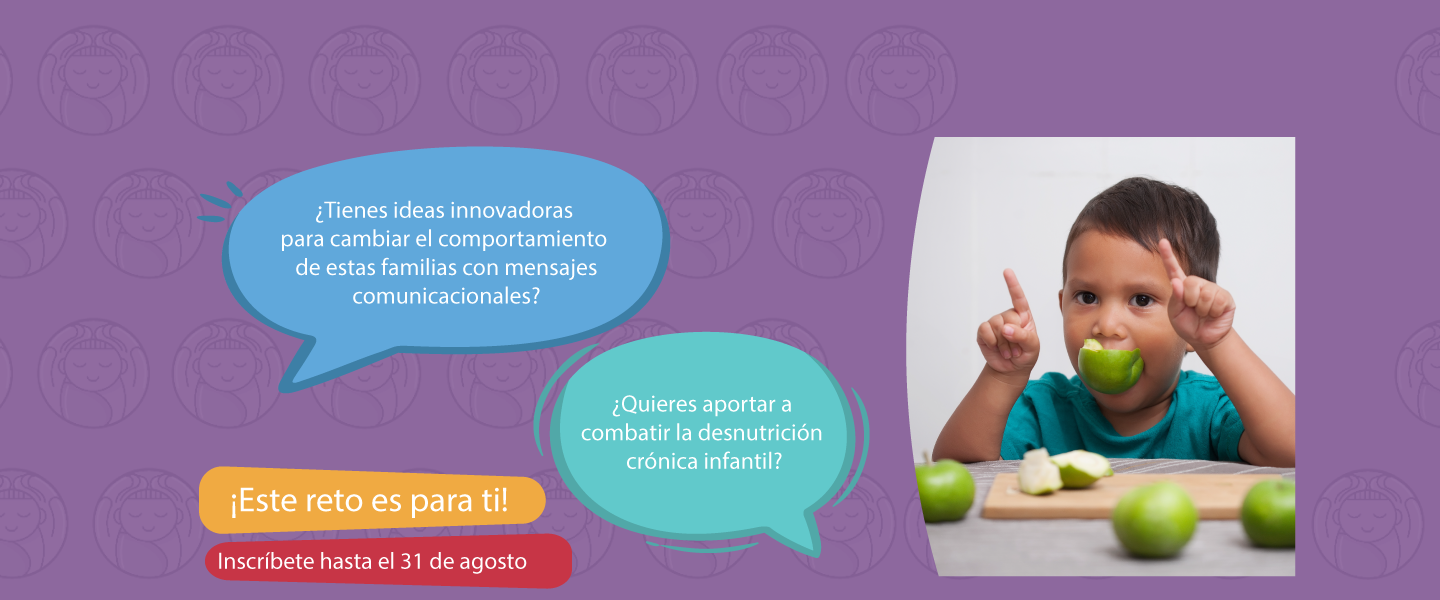 ¿Tienes ideas innovadoras
para cambiar el comportamiento
de estas familias con mensajes
comunicacionales?
¿Quieres aportar a
combatir la desnutrición
crónica infantil?
¡Este reto es para ti!
Inscríbete hasta el 31 de agosto